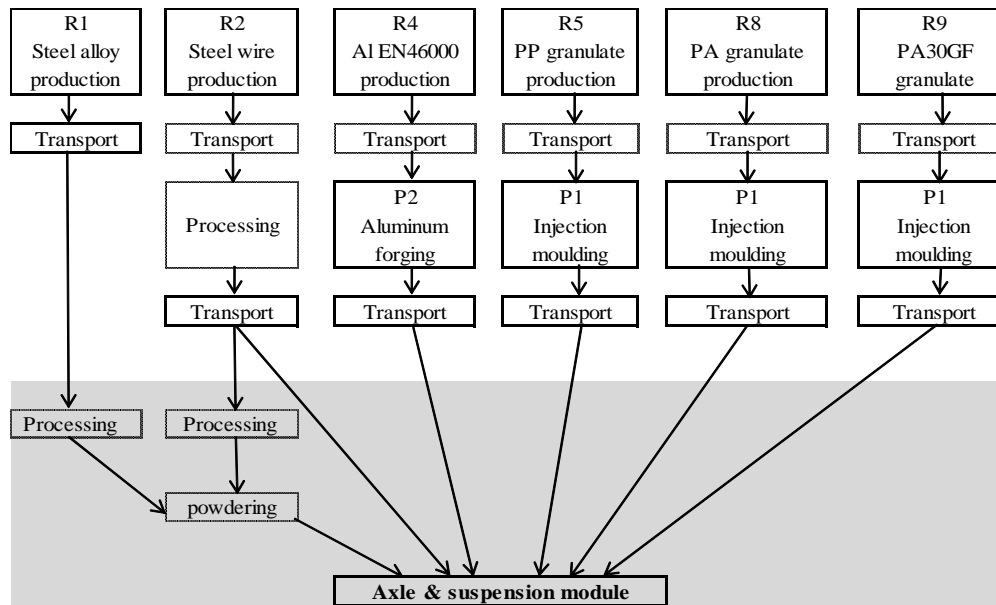 R1
Steel alloy
production
R2
Steel wire
production
R4
Al EN46000
production
R5
PP granulate
production
R8
PA granulate
production
R9
PA30GF
granulate
Transport
Transport
Transport
Transport
Transport
Transport
Processing
P2
Aluminum
forging
P1
Injection
moulding
P1
Injection
moulding
P1
Injection
moulding
Transport
Transport
Transport
Transport
Transport
Processing
Processing
powdering
Axle & suspension module